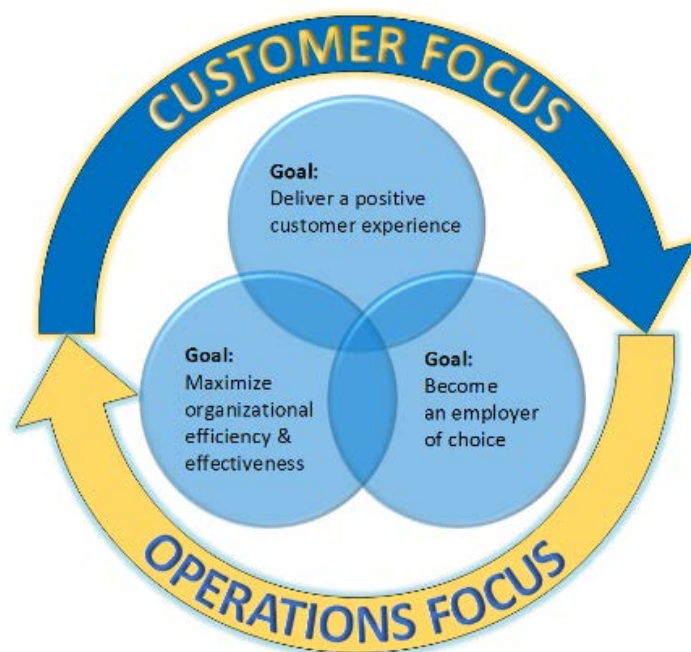 CUSTOMER FOCUS
Goal:
Deliver a positive
customer experience
Goal:
Maximize
organizational
efficiency &
effectiveness
Goal:
Become
an employer
of choice
OPERATIONS FOCUS